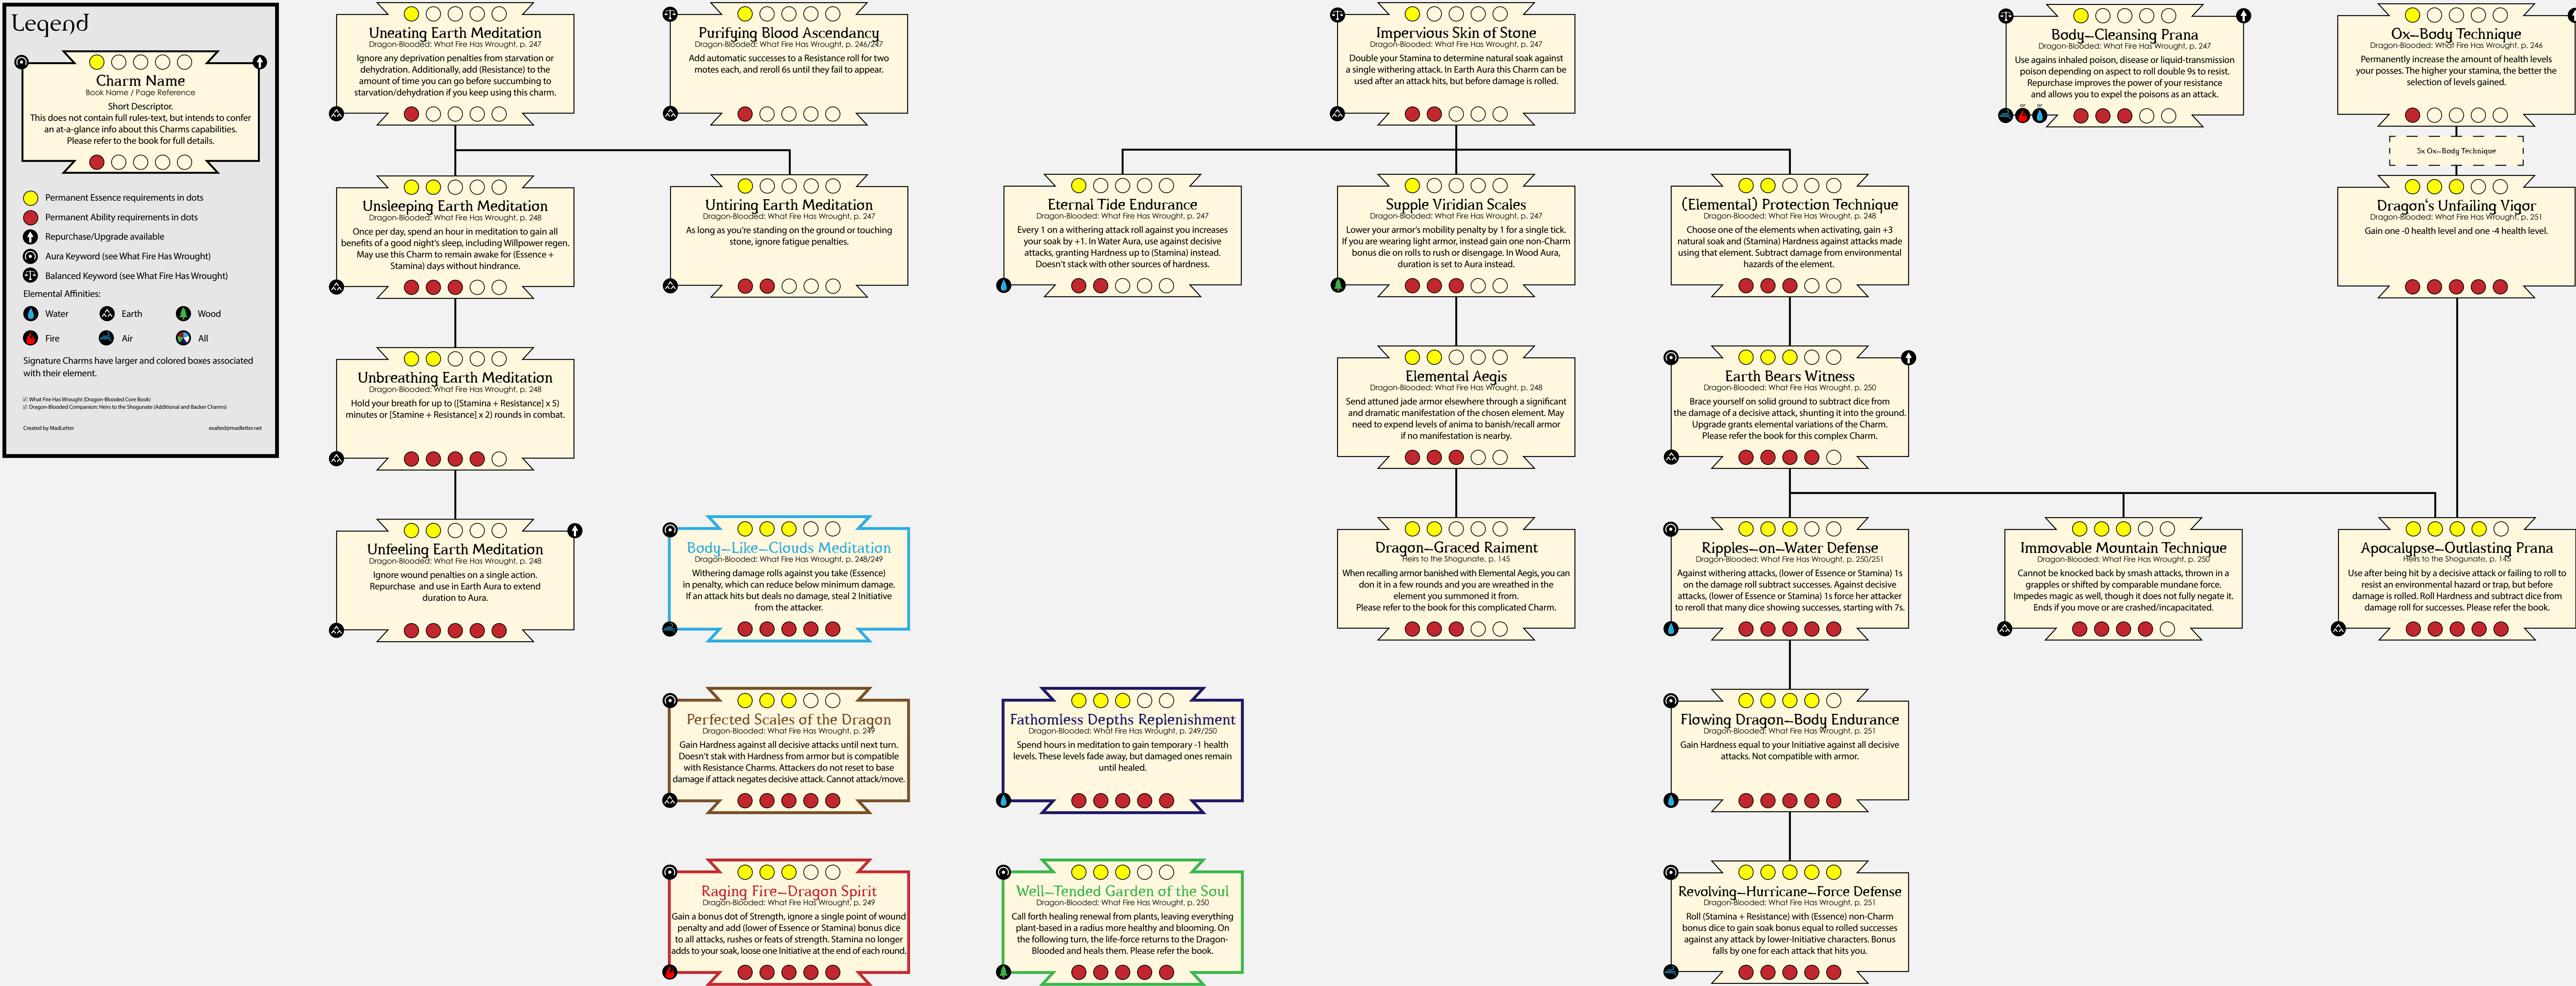 Legend
Charm Name
Book Name / Page Reference
Short Descriptor.
This does not contain full rules-text, but intends to confer
an at-a-glance info about this Charms capabilities.
Please refer to the book for full details.
Permanent Essence requirements in dots
Permanent Ability requirements in dots
Repurchase/Upgrade available
Aura Keyword (see What Fire Has Wrought)
Balanced Keyword (see What Fire Has Wrought)
Elemental Affinities:
Water
Earth
Wood
Fire
Air
All
Signature Charms have larger and colored boxes associated
with their element.
What Fire Has Wrought (Dragon-Blooded Core Book)
Dragon-Blooded Companion: Heirs to the Shogunate (Additional and Backer Charms)
Created by MadLetter
exalted@madletter.net
Uneating Earth Meditation
Dragon-Blooded: What Fire Has Wrought, p. 247
Ignore any deprivation penalties from starvation or
dehydration. Additionally, add (Resistance) to the
amount of time you can go before succumbing to
starvation/dehydration if you keep using this charm.
Purifying Blood Ascendancy
Dragon-Blooded: What Fire Has Wrought, p. 246/247
Add automatic successes to a Resistance roll for two
motes each, and reroll 6s until they fail to appear.
Impervious Skin of Stone
Dragon-Blooded: What Fire Has Wrought, p. 247
Double your Stamina to determine natural soak against
a single withering attack. In Earth Aura this Charm can be
used after an attack hits, but before damage is rolled.
Body-Cleansing Prana
Dragon-Blooded: What Fire Has Wrought, p. 247
Use agains inhaled poison, disease or liquid-transmission
poison depending on aspect to roll double 9s to resist.
Repurchase improves the power of your resistance
and allows you to expel the poisons as an attack.
or
or
Ox-Body Technique
Dragon-Blooded: What Fire Has Wrought, p. 246
Permanently increase the amount of health levels
your posses. The higher your stamina, the better the
selection of levels gained.
5x Ox-Body Technique
Unsleeping Earth Meditation
Dragon-Blooded: What Fire Has Wrought, p. 248
Once per day, spend an hour in meditation to gain all
benefits of a good night's sleep, including Willpower regen.
May use this Charm to remain awake for (Essence +
Stamina) days without hindrance.
Untiring Earth Meditation
Dragon-Blooded: What Fire Has Wrought, p. 247
As long as you're standing on the ground or touching
stone, ignore fatigue penalties.
Eternal Tide Endurance
Dragon-Blooded: What Fire Has Wrought, p. 247
Every 1 on a withering attack roll against you increases
your soak by +1. In Water Aura, use against decisive
attacks, granting Hardness up to (Stamina) instead.
Doesn't stack with other sources of hardness.
Supple Viridian Scales
Dragon-Blooded: What Fire Has Wrought, p. 247
Lower your armor's mobility penalty by 1 for a single tick.
If you are wearing light armor, instead gain one non-Charm
bonus die on rolls to rush or disengage. In Wood Aura,
duration is set to Aura instead.
(Elemental) Protection Technique
Dragon-Blooded: What Fire Has Wrought, p. 248
Choose one of the elements when activating, gain +3
natural soak and (Stamina) Hardness against attacks made
using that element. Subtract damage from environmental
hazards of the element.
Dragon's Unfailing Vigor
Dragon-Blooded: What Fire Has Wrought, p. 251
Gain one -0 health level and one -4 health level.
Unbreathing Earth Meditation
Dragon-Blooded: What Fire Has Wrought, p. 248
Hold your breath for up to ([Stamina + Resistance] x 5)
minutes or [Stamine + Resistance] x 2) rounds in combat.
Elemental Aegis
Dragon-Blooded: What Fire Has Wrought, p. 248
Send attuned jade armor elsewhere through a significant
and dramatic manifestation of the chosen element. May
need to expend levels of anima to banish/recall armor
if no manifestation is nearby.
Earth Bears Witness
Dragon-Blooded: What Fire Has Wrought, p. 250
Brace yourself on solid ground to subtract dice from
the damage of a decisive attack, shunting it into the ground.
Upgrade grants elemental variations of the Charm.
Please refer the book for this complex Charm.
Unfeeling Earth Meditation
Dragon-Blooded: What Fire Has Wrought, p. 248
Ignore wound penalties on a single action.
Repurchase and use in Earth Aura to extend
duration to Aura.
Body-Like-Clouds Meditation
Dragon-Blooded: What Fire Has Wrought, p. 248/249
Withering damage rolls against you take (Essence)
in penalty, which can reduce below minimum damage.
If an attack hits but deals no damage, steal 2 Initiative
from the attacker.
Dragon-Graced Raiment
Heirs to the Shogunate, p. 145
When recalling armor banished with Elemental Aegis, you can
don it in a few rounds and you are wreathed in the
element you summoned it from.
Please refer to the book for this complicated Charm.
Ripples-on-Water Defense
Dragon-Blooded: What Fire Has Wrought, p. 250/251
Against withering attacks, (lower of Essence or Stamina) 1s
on the damage roll subtract successes. Against decisive
attacks, (lower of Essence or Stamina) 1s force her attacker
to reroll that many dice showing successes, starting with 7s.
Immovable Mountain Technique
Dragon-Blooded: What Fire Has Wrought, p. 250
Cannot be knocked back by smash attacks, thrown in a
grapples or shifted by comparable mundane force.
Impedes magic as well, though it does not fully negate it.
Ends if you move or are crashed/incapacitated.
Apocalypse-Outlasting Prana
Heirs to the Shogunate, p. 145
Use after being hit by a decisive attack or failing to roll to
resist an environmental hazard or trap, but before
damage is rolled. Roll Hardness and subtract dice from
damage roll for successes. Please refer the book.
Perfected Scales of the Dragon
Dragon-Blooded: What Fire Has Wrought, p. 249
Gain Hardness against all decisive attacks until next turn.
Doesn't stak with Hardness from armor but is compatible
with Resistance Charms. Attackers do not reset to base
damage if attack negates decisive attack. Cannot attack/move.
Fathomless Depths Replenishment
Dragon-Blooded: What Fire Has Wrought, p. 249/250
Spend hours in meditation to gain temporary -1 health
levels. These levels fade away, but damaged ones remain
until healed.
Flowing Dragon-Body Endurance
Dragon-Blooded: What Fire Has Wrought, p. 251
Gain Hardness equal to your Initiative against all decisive
attacks. Not compatible with armor.
Raging Fire-Dragon Spirit
Dragon-Blooded: What Fire Has Wrought, p. 249
Gain a bonus dot of Strength, ignore a single point of wound
penalty and add (lower of Essence or Stamina) bonus dice
to all attacks, rushes or feats of strength. Stamina no longer
adds to your soak, loose one Initiative at the end of each round.
Well-Tended Garden of the Soul
Dragon-Blooded: What Fire Has Wrought, p. 250
Call forth healing renewal from plants, leaving everything
plant-based in a radius more healthy and blooming. On
the following turn, the life-force returns to the Dragon-
Blooded and heals them. Please refer the book.
Revolving-Hurricane-Force Defense
Dragon-Blooded: What Fire Has Wrought, p. 251
Roll (Stamina + Resistance) with (Essence) non-Charm
bonus dice to gain soak bonus equal to rolled successes
against any attack by lower-Initiative characters. Bonus
falls by one for each attack that hits you.